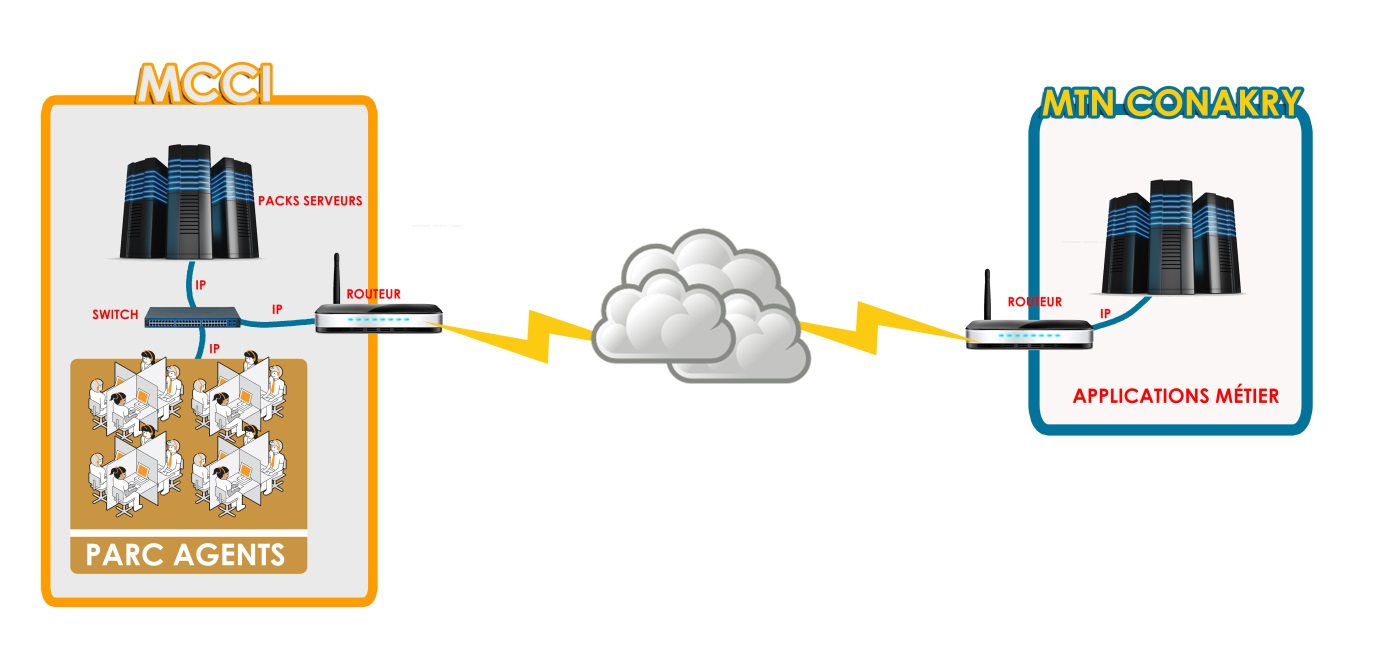 MCCI
PACKS SERVEURS
IP
SWITCH
IP
ROUTEUR
IP
PARC AGENTS
MTN CONAKRY
ROUTEUR
IP
APPLICATIONS MÉTIER